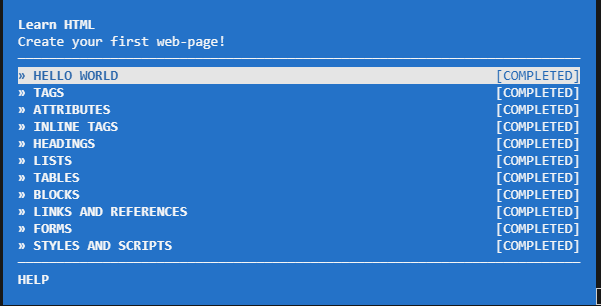 Learn HTML
Create your first web-page!
» HELLO WORLD [COMPLETED]
» TAGS [COMPLETED]
» ATTRIBUTES [COMPLETED]
» INLINE TAGS [COMPLETED]
» HEADINGS [COMPLETED]
» LISTS [COMPLETED]
» TABLES [COMPLETED]
» BLOCKS [COMPLETED]
» LINKS AND REFERENCES [COMPLETED]
» FORMS [COMPLETED]
» STYLES AND SCRIPTS [COMPLETED]
HELP